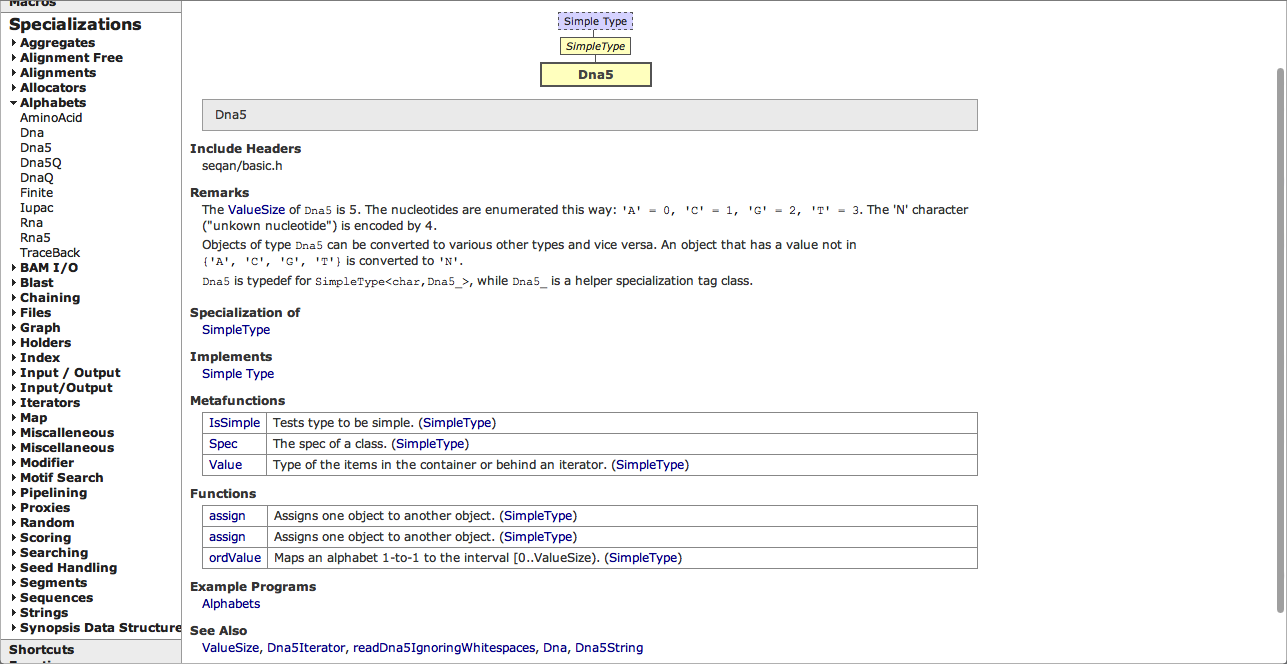 Macros
Specializations
Aggregates
Alignment Free
Alignments
Allocators
Alphabets
AminoAcid
Dna
Dna5
Dna5Q
DnaQ
Finite
Iupac
Rna
Rna5
TraceBack
BAM I/O
Blast
Chaining
Files
Graph
Holders
Index
Input / Output
Input/Output
Iterators
Map
Miscalleneous
Miscellaneous
Modifier
Motif Search
Pipelining
Proxies
Random
Scoring
Searching
Seed Handling
Segments
Sequences
Strings
Synopsis Data Structure
Shortcuts
Simple Type
SimpleType
Dna5
Dna5
Include Headers
seqan/basic.h
Remarks
The ValueSize of Dna5 is 5. The nucleotides are enumerated this way: 'A' = 0, 'C' = 1, 'G' = 2, 'T' = 3. The 'N' character
("unkown nucleotide") is encoded by 4.
Objects of type Dna5 can be converted to various other types and vice versa. An object that has a value not in
{'A', 'C', 'G', 'T'} is converted to 'N'.
Dna5 is typedef for SimpleType<char,Dna5_>, while Dna5_ is a helper specialization tag class.
Specialization of
SimpleType
Implements
Simple Type
Metafunctions
IsSimple Tests type to be simple. (SimpleType)
Spec The spec of a class. (SimpleType)
Value Type of the items in the container or behind an iterator. (SimpleType)
Functions
assign Assigns one object to another object. (SimpleType)
assign Assigns one object to another object. (SimpleType)
ordValue Maps an alphabet 1-to-1 to the interval [0..ValueSize). (SimpleType)
Example Programs
Alphabets
See Also
ValueSize, Dna5Iterator, readDna5IgnoringWhitespaces, Dna, Dna5String